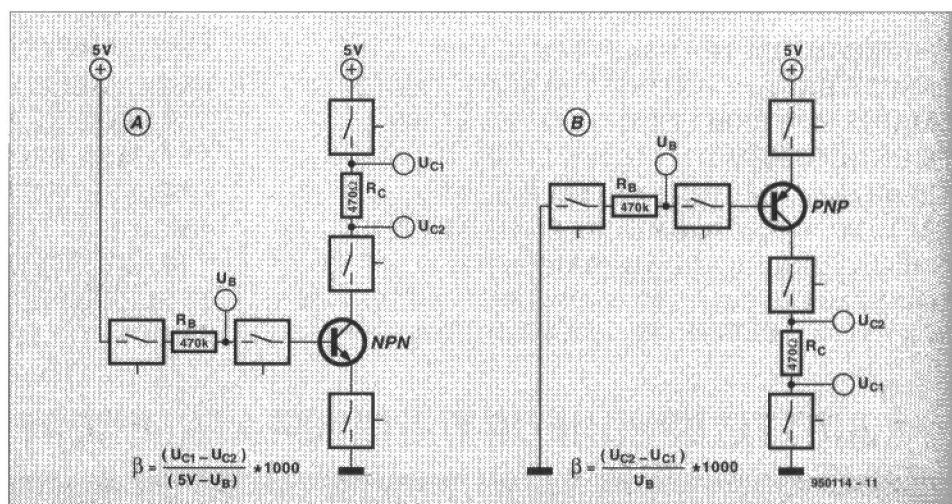 5V
5V
5V
A
B
U_C1
U_B
R_C
470Ω
R_B
470k
PNP
U_C2
U_B
R_B
470k
NPN
U_C2
R_C
470Ω
U_C1
β = (U_C1 – U_C2) / (5V – U_B) *1000
β = (U_C2 – U_C1) / U_B *1000
950114 - 11